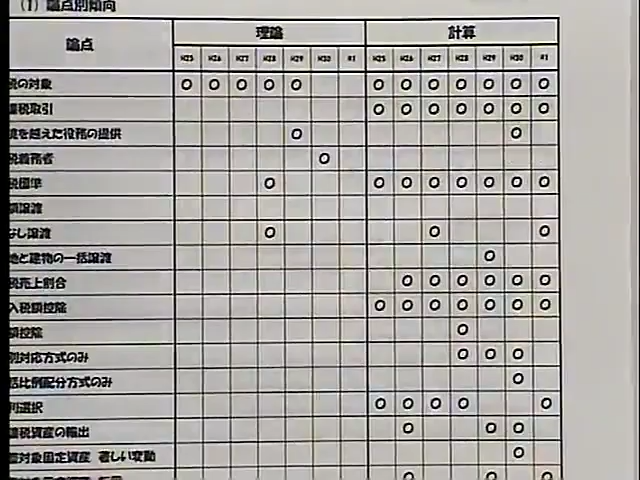 (1) 論点別傾向
論点 理論 計算
H25 H26 H27 H28 H29 H30 R1 H25 H26 H27 H28 H29 H30 R1
税の対象 ○ ○ ○ ○ ○ ○ ○ ○ ○ ○ ○ ○
税取引 ○ ○ ○ ○ ○ ○ ○
を越えた役務の提供 ○ ○
税義務者 ○
税標準 ○ ○ ○ ○ ○ ○ ○ ○
額譲渡
なし譲渡 ○ ○ ○
地と建物の一括譲渡 ○
税売上割合 ○ ○ ○ ○ ○ ○
入税額控除 ○ ○ ○ ○ ○ ○ ○
額控除 ○
別対応方式のみ ○ ○ ○
括比例配分方式のみ ○
利選択 ○ ○ ○ ○ ○
税資産の輸出 ○ ○ ○
対象固定資産 著しい変動 ○
○ ○ ○